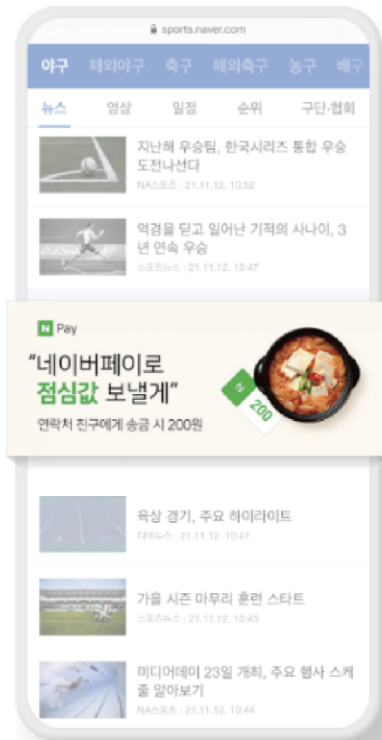 sports.naver.com
야구 해외야구 축구 해외축구 농구 배구
뉴스 영상 일정 순위 구단·협회
지난해 우승팀, 한국시리즈 통합 우승
도전나선다
NA스포츠 | 21.11.12. 10:52
역경을 딛고 일어난 기적의 사나이, 3
년 연속 우승
스포츠뉴스 | 21.11.12. 10:47
N Pay
“네이버페이로
점심값 보낼게”
연락처 친구에게 송금 시 200원
N
200
육상 경기, 주요 하이라이트
21.11.12. 10:47
가을 시즌 마무리 훈련 스타트
스포츠뉴스 | 21.11.12. 10:45
미디어데이 23일 개최, 주요 행사 스케
줄 알아보기
NA스포츠 | 21.11.12. 10:44